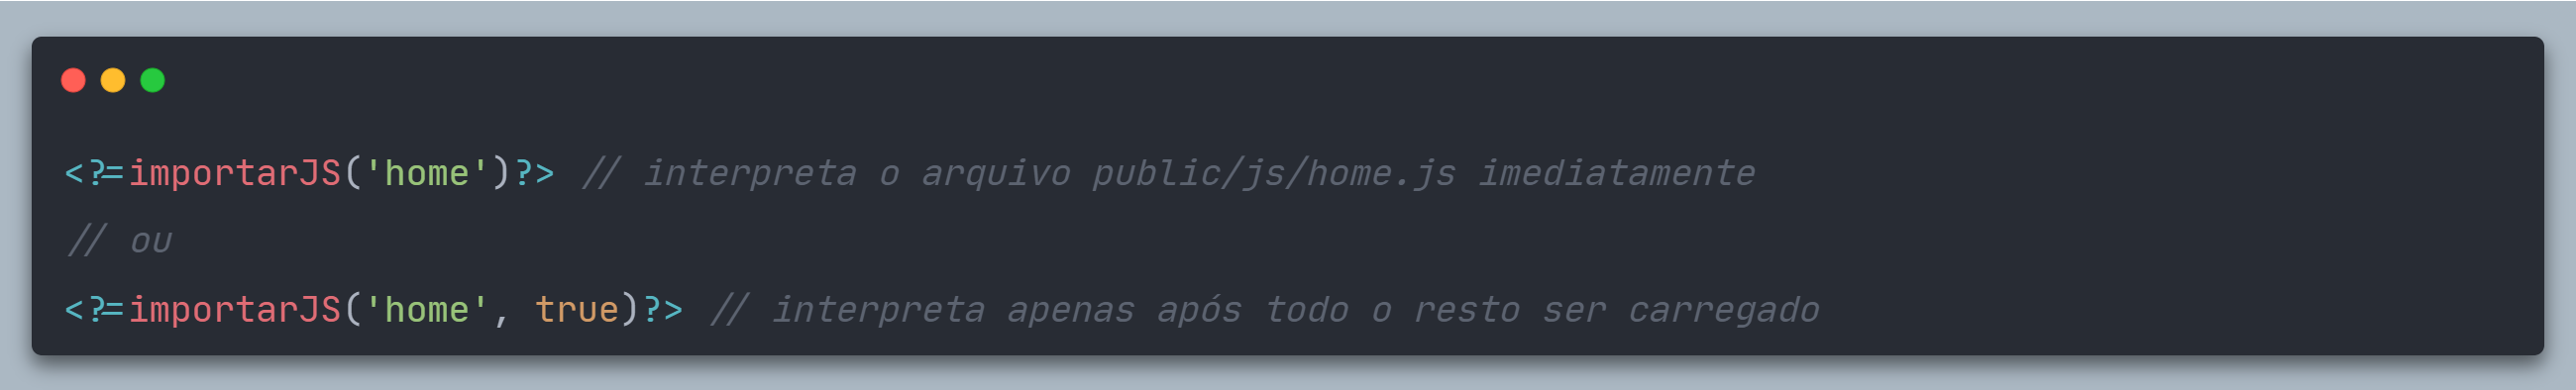 <?=importarJS('home')?> // interpreta o arquivo public/js/home.js imediatamente
// ou
<?=importarJS('home', true)?> // interpreta apenas após todo o resto ser carregado